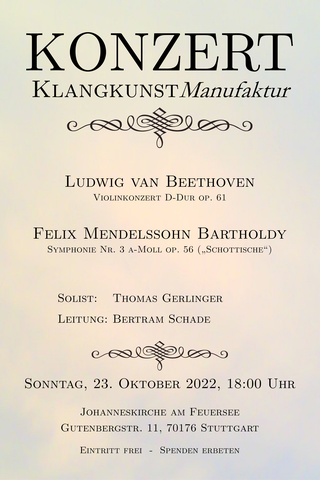 KONZERT
KLANGKUNSTManufaktur
LUDWIG VAN BEETHOVEN
VIOLINKONZERT D-DUR OP. 61
FELIX MENDELSSOHN BARTHOLDY
SYMPHONIE NR. 3 A-MOLL OP. 56 („SCHOTTISCHE“)
SOLIST: THOMAS GERLINGER
LEITUNG: BERTRAM SCHADE
SONNTAG, 23. OKTOBER 2022, 18:00 UHR
JOHANNESKIRCHE AM FEUERSEE
GUTENBERGSTR. 11, 70176 STUTTGART
EINTRITT FREI - SPENDEN ERBETEN